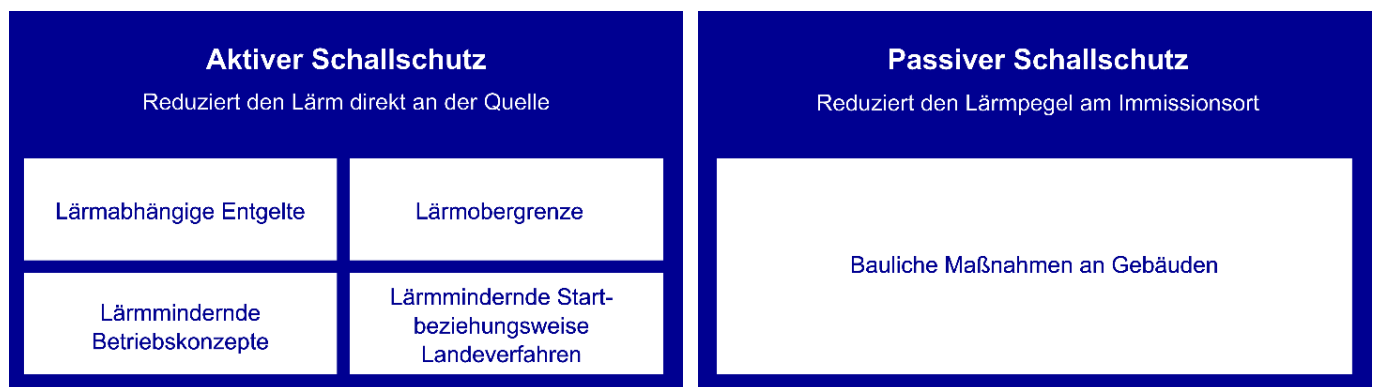 Aktiver Schallschutz
Reduziert den Lärm direkt an der Quelle
Lärmabhängige Entgelte
Lärmobergrenze
Lärmmindernde
Betriebskonzepte
Lärmmindernde Start-
beziehungsweise
Landeverfahren
Passiver Schallschutz
Reduziert den Lärmpegel am Immissionsort
Bauliche Maßnahmen an Gebäuden